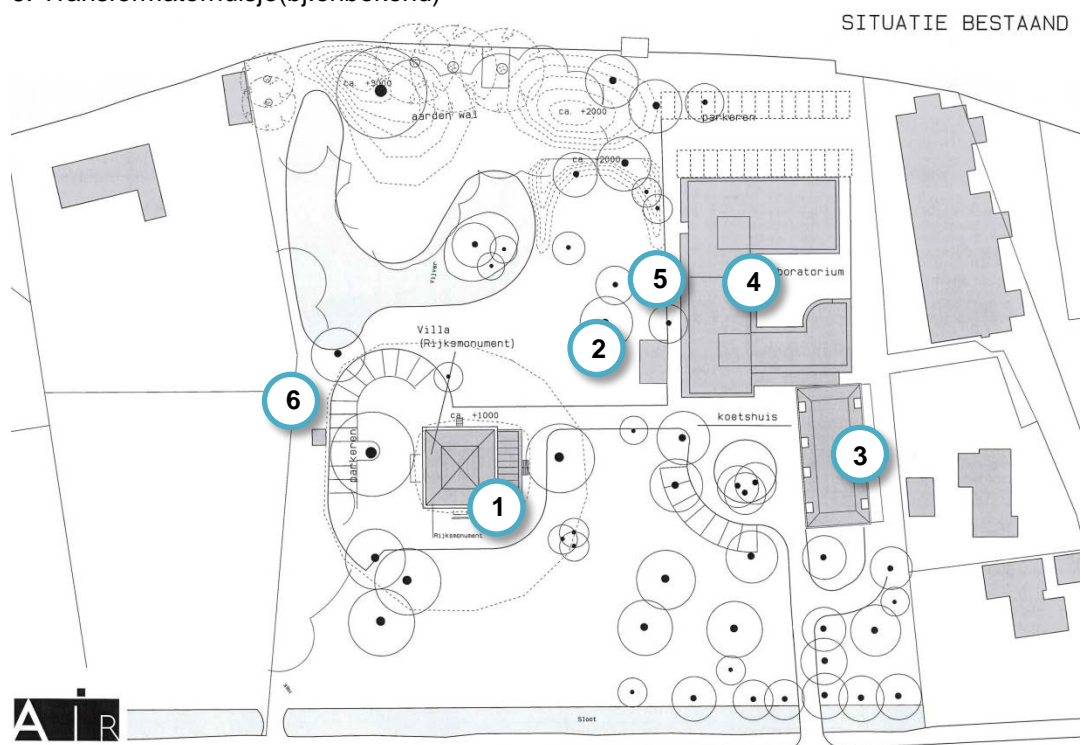 SITUATIE BESTAAND
ca. +3000
aarden wal
ca. +2000
parkeren
ca. +2000
5
4
boratorium
Vijver
2
Villa
(Rijksmonument)
6
ca. +1000
koetshuis
parkeren
3
1
Rijksmonument
Sloot
AiR